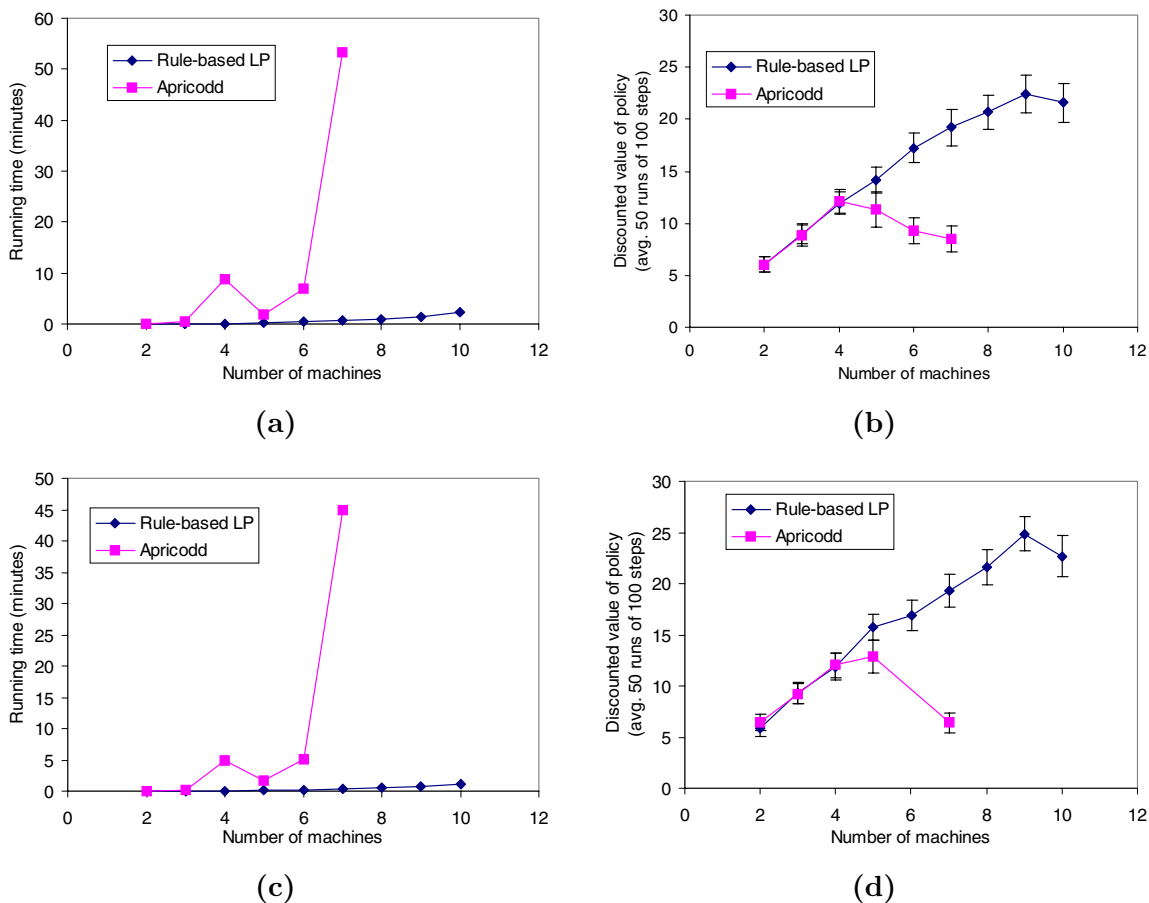 60
50
40
30
20
10
0
Running time (minutes)
Rule-based LP
Apricodd
0 2 4 6 8 10 12
Number of machines
(a)
30
25
20
15
10
5
0
Discounted value of policy
(avg. 50 runs of 100 steps)
Rule-based LP
Apricodd
0 2 4 6 8 10 12
Number of machines
(b)
50
45
40
35
30
25
20
15
10
5
0
Running time (minutes)
Rule-based LP
Apricodd
0 2 4 6 8 10 12
Number of machines
(c)
30
25
20
15
10
5
0
Discounted value of policy
(avg. 50 runs of 100 steps)
Rule-based LP
Apricodd
0 2 4 6 8 10 12
Number of machines
(d)